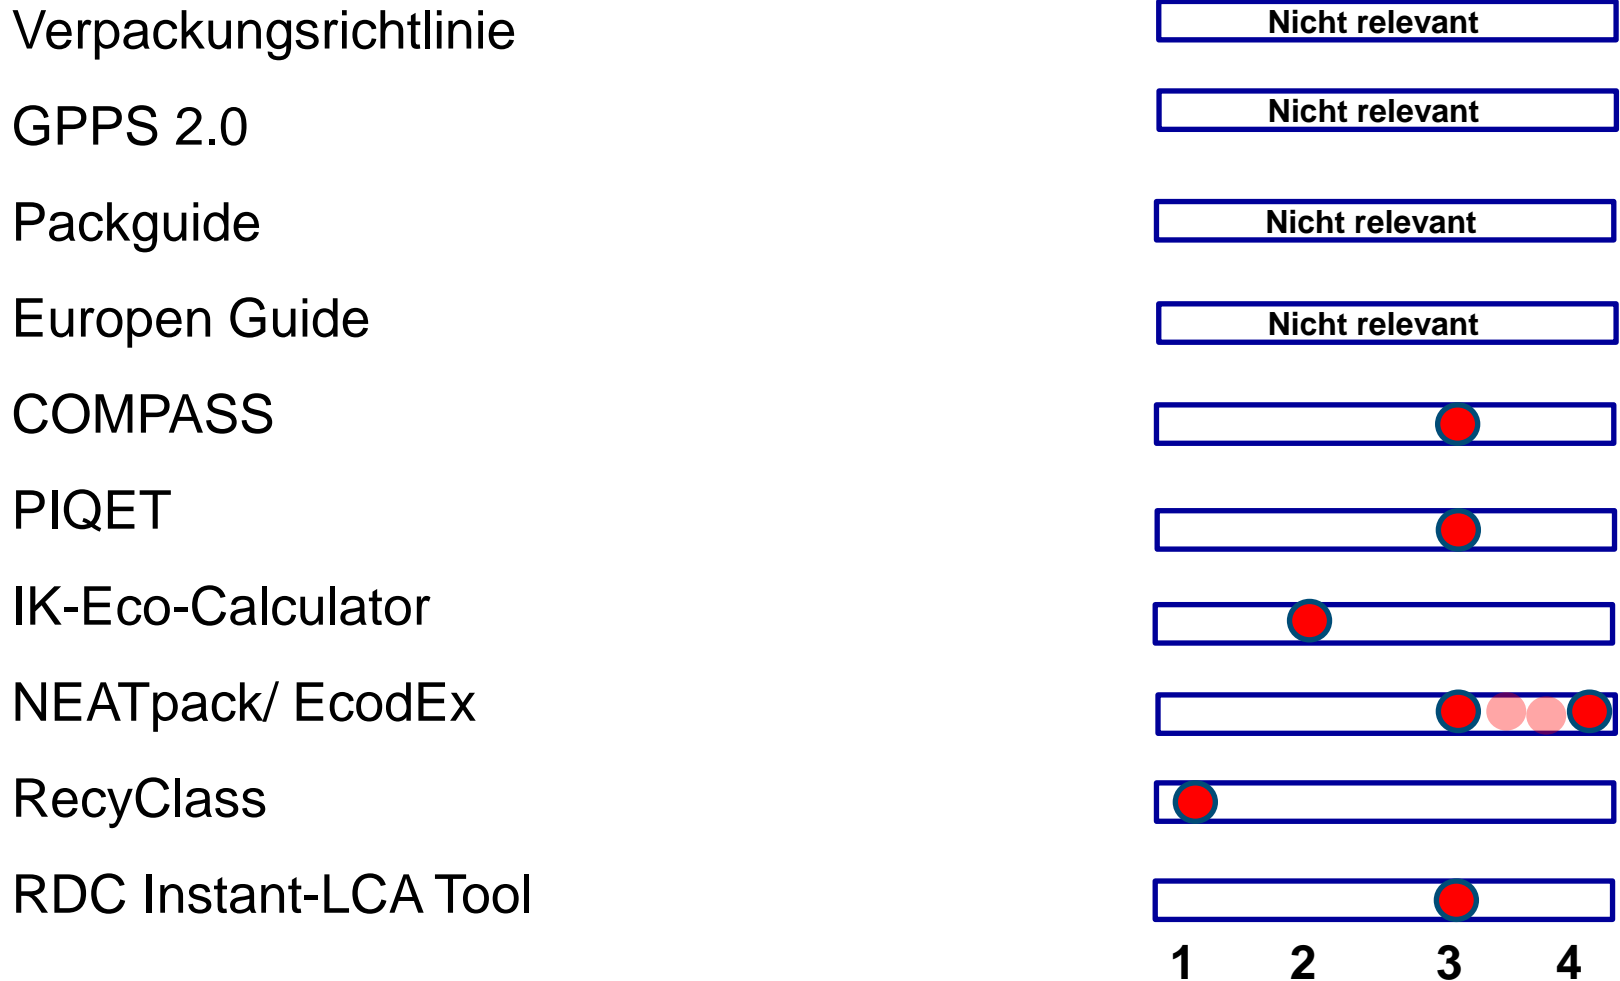 Verpackungsrichtlinie Nicht relevant
GPPS 2.0 Nicht relevant
Packguide Nicht relevant
Europen Guide Nicht relevant
COMPASS
PIQET
IK-Eco-Calculator
NEATpack/ EcodEx
RecyClass
RDC Instant-LCA Tool
1 2 3 4